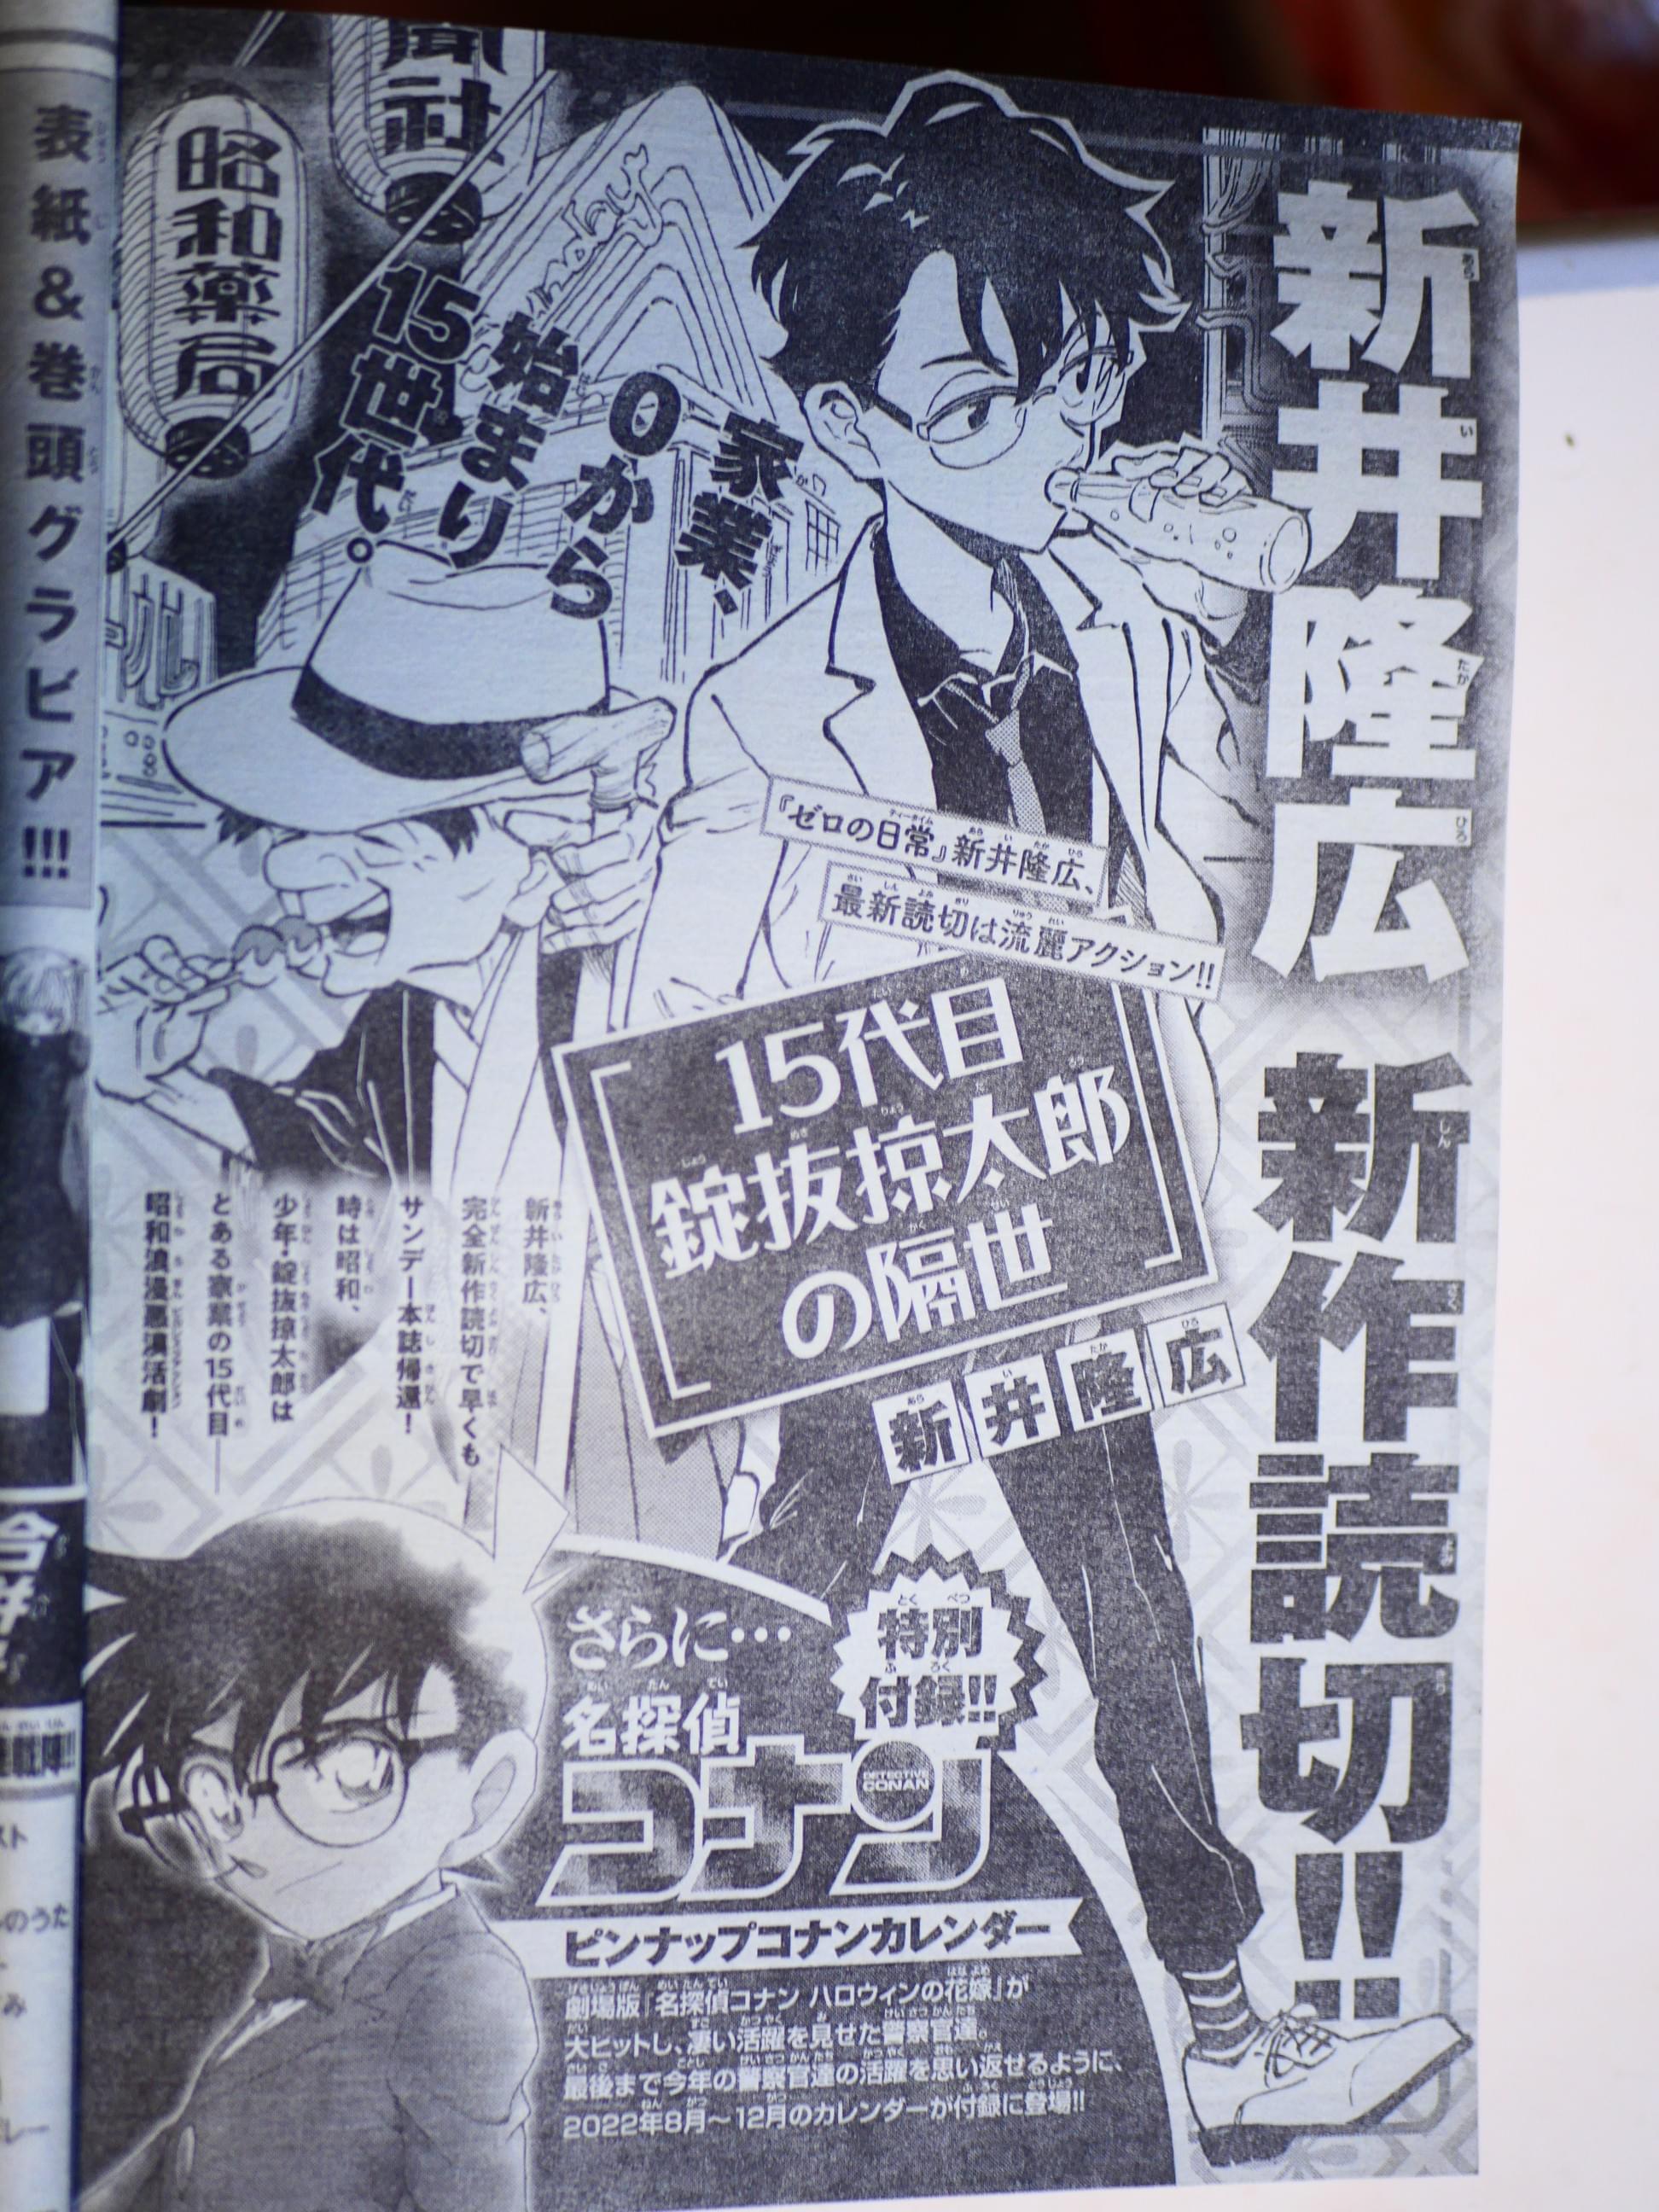 新井隆広 新作読切!!
家業、
0から
始まり
15世代。
Sunday
社
昭和薬局
『ゼロの日常』新井隆広、
最新読切は流麗アクション!!
15代目
錠抜掠太郎
の隔世
新井隆広
新井隆広、
完全新作読切で早くも
サンデー本誌帰還!
時は昭和、
少年・錠抜掠太郎は
とある家業の15代目──
昭和浪漫悪漢活劇!
さらに…
特別
付録!!
名探偵
コナン
DETECTIVE
CONAN
ピンナップコナンカレンダー
劇場版『名探偵コナン ハロウィンの花嫁』が
大ヒットし、凄い活躍を見せた警察官達。
最後まで今年の警察官達の活躍を思い返せるように、
2022年8月～12月のカレンダーが付録に登場!!
表紙&巻頭グラビア!!!
のうた